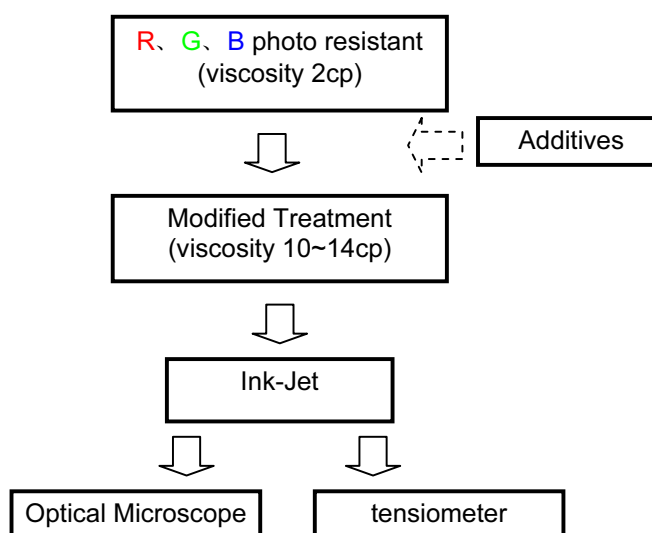 R、G、B photo resistant
(viscosity 2cp)
Additives
Modified Treatment
(viscosity 10~14cp)
Ink-Jet
Optical Microscope
tensiometer